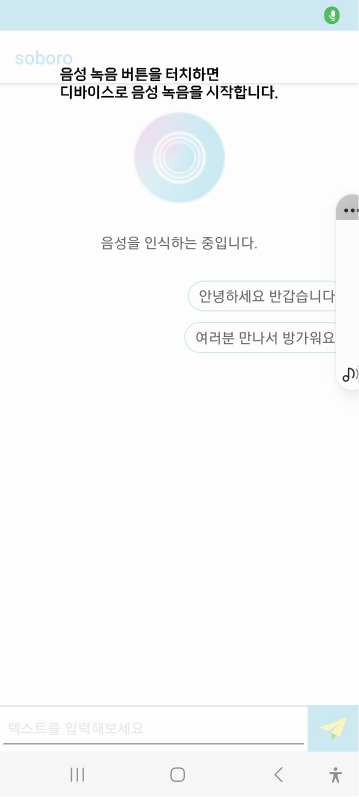 soboro
음성 녹음 버튼을 터치하면
디바이스로 음성 녹음을 시작합니다.
음성을 인식하는 중입니다.
안녕하세요 반갑습니다
여러분 만나서 방가워요
텍스트를 입력해보세요